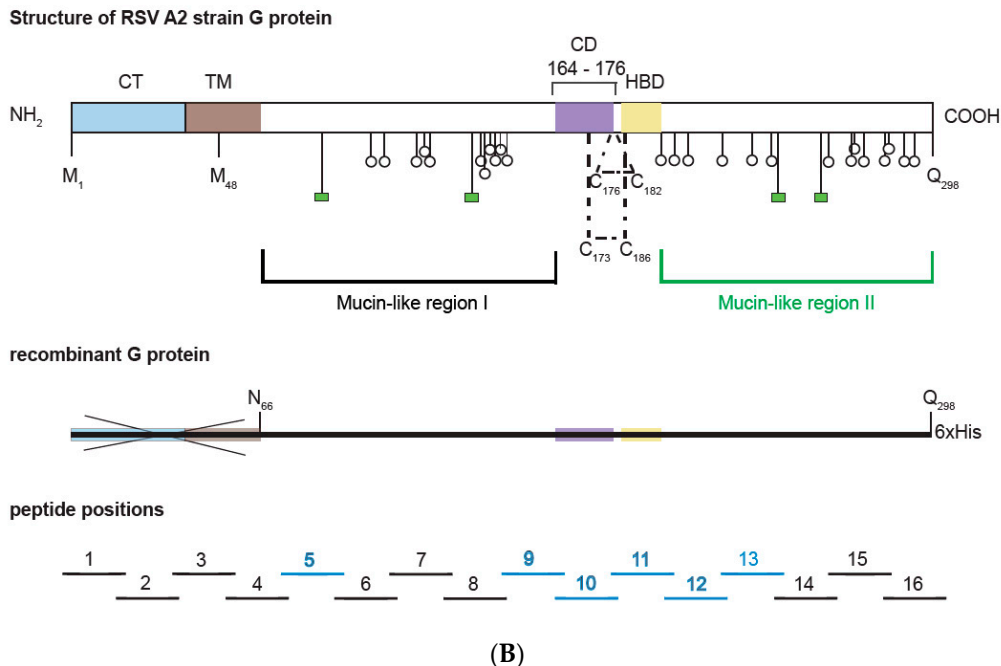 Structure of RSV A2 strain G protein
CD
CT TM 164 - 176 HBD
NH2 COOH
M1 M48 C176 C182 Q298
C173 C186
Mucin-like region I Mucin-like region II
recombinant G protein
N66 Q298
6xHis
peptide positions
1 3 5 7 9 11 13 15
2 4 6 8 10 12 14 16
(B)